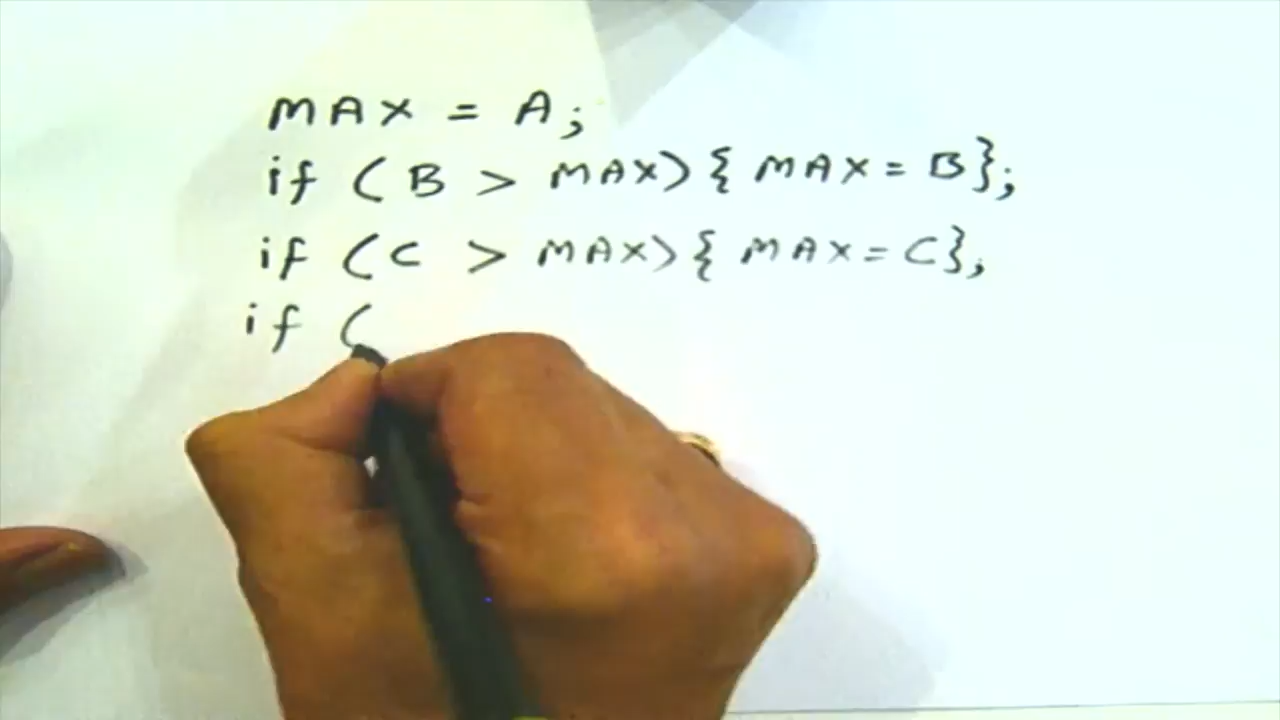 MAX = A;
if (B > MAX){ MAX = B};
if (C > MAX){ MAX = C};
if (